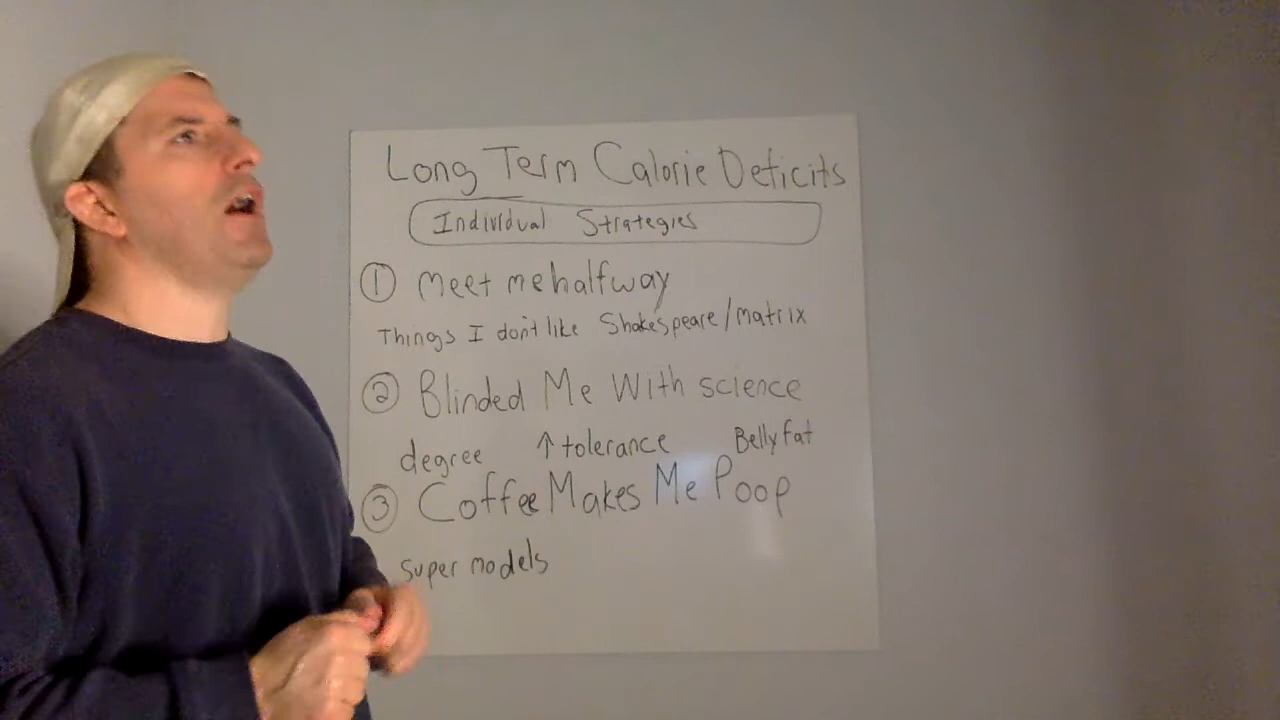 Long Term Calorie Deficits
Individual Strategies
① Meet me halfway
Things I don't like Shakespeare/matrix
② Blinded Me With science
degree ↑ tolerance Belly fat
③ Coffee Makes Me Poop
super models